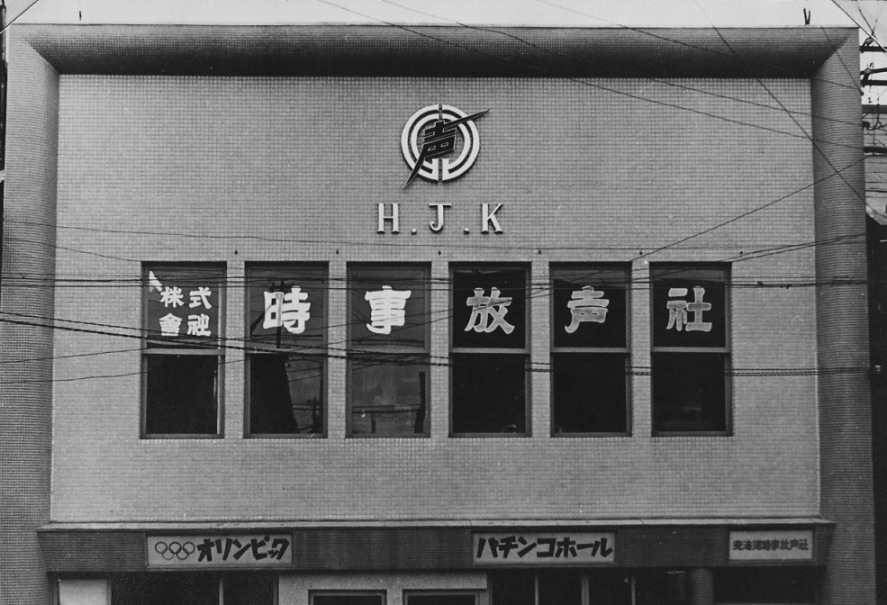 声
H.J.K
株式
會社
時事放声社
オリンピック
パチンコホール